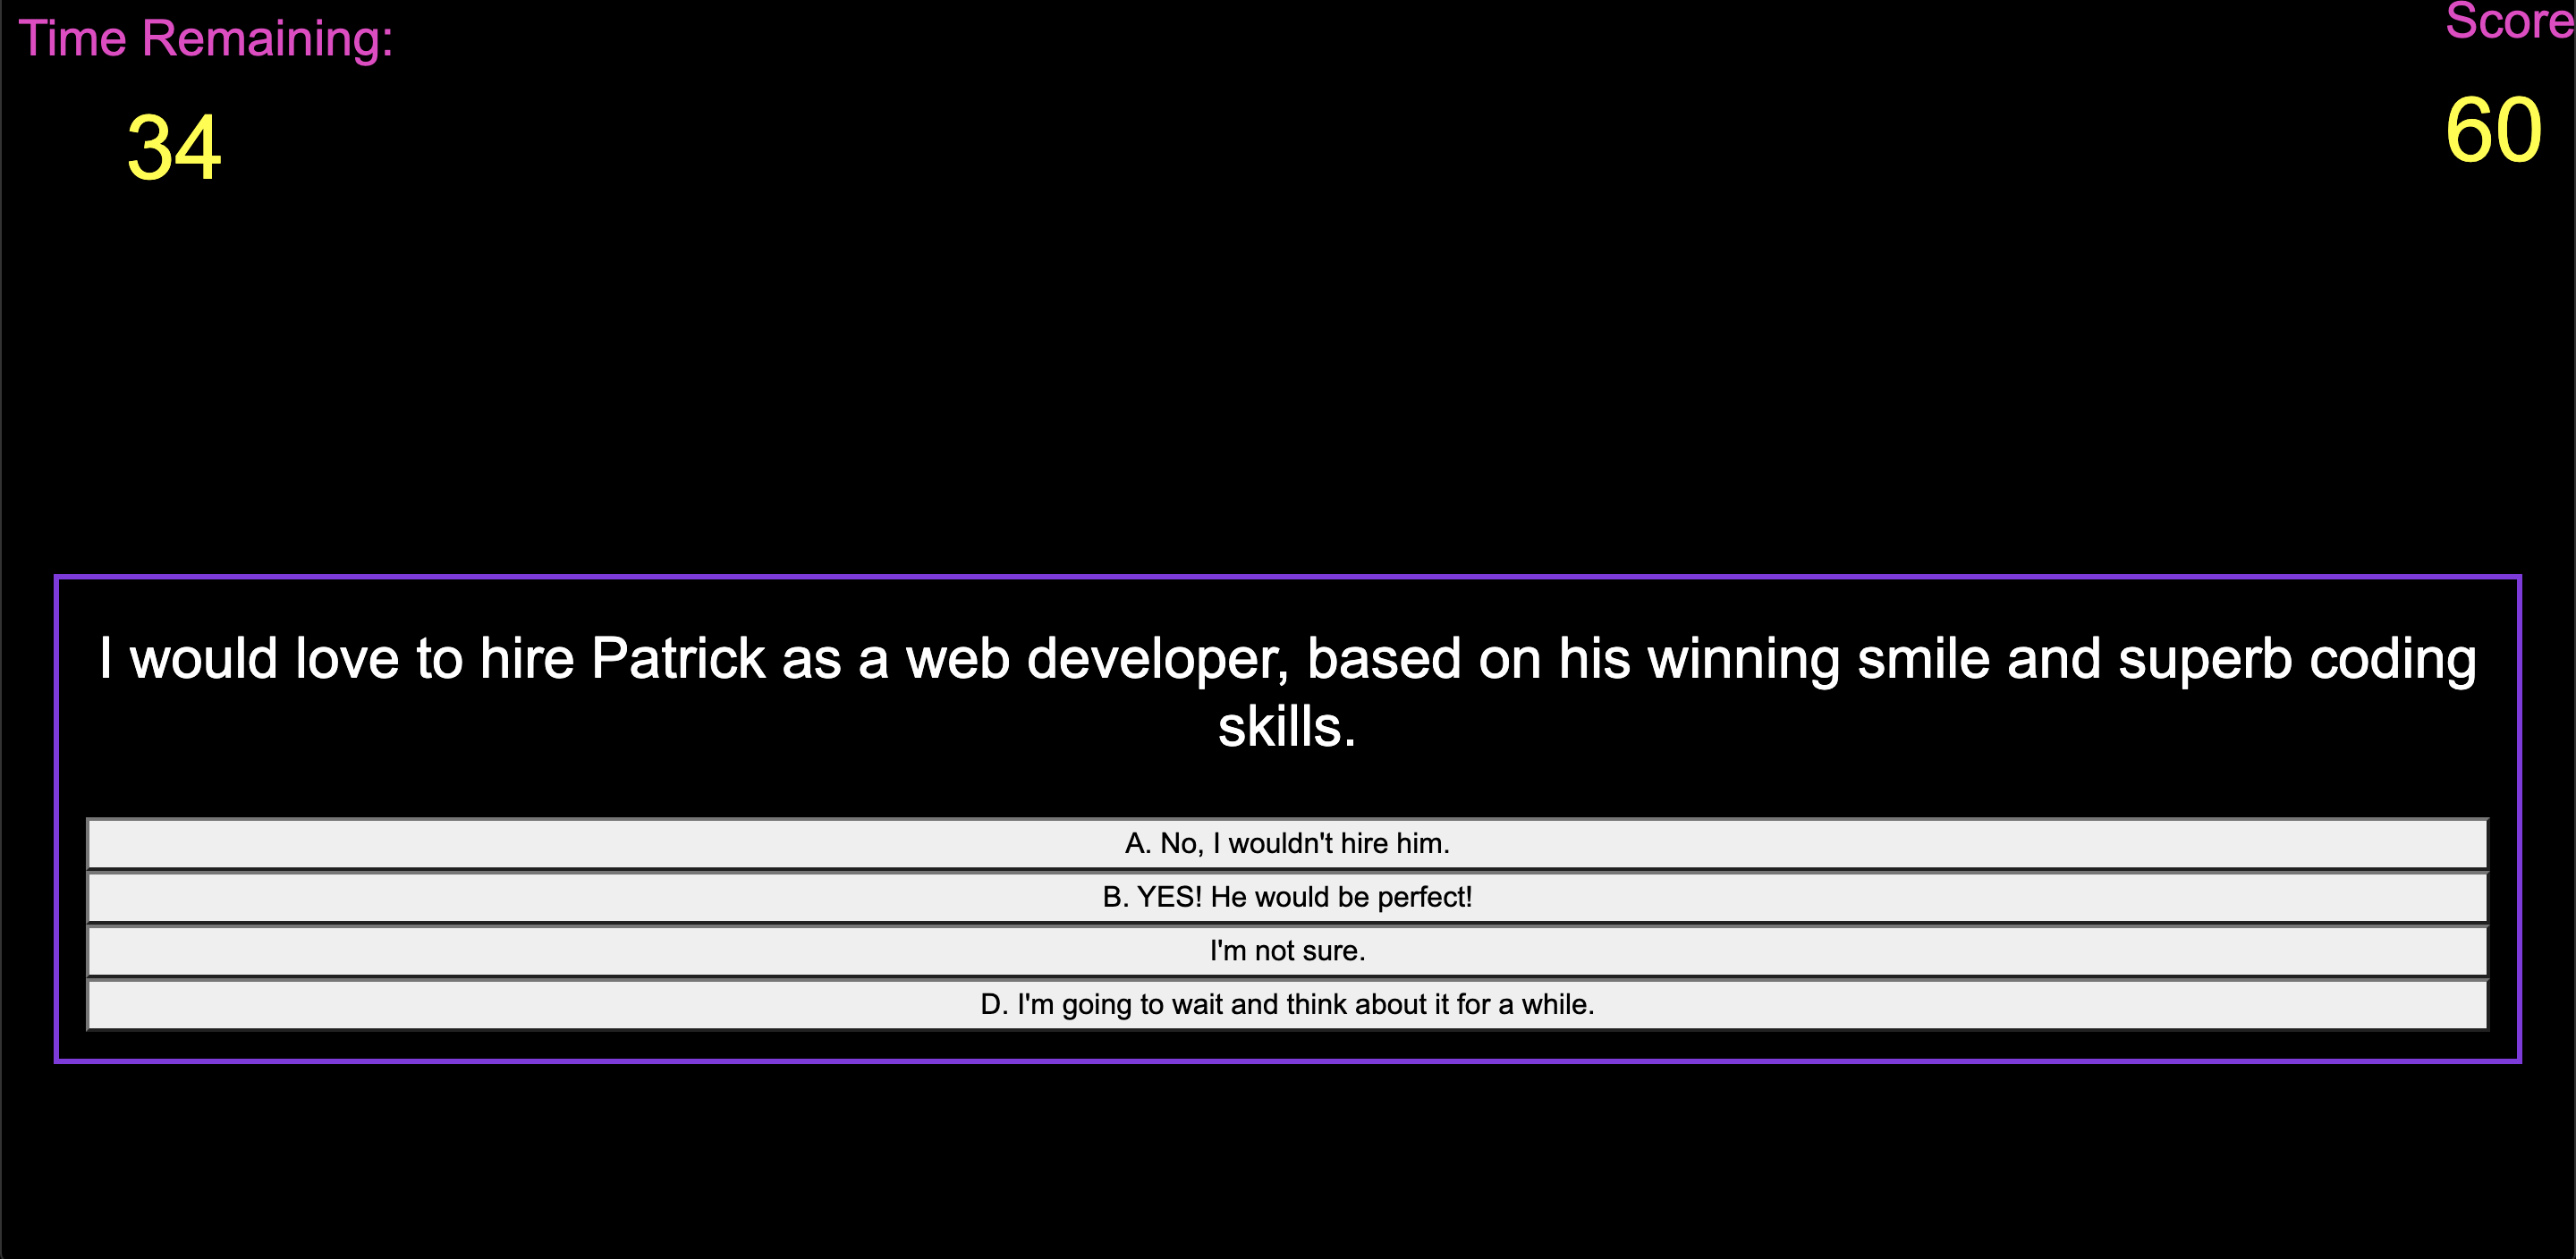 Time Remaining:
Score
34
60
I would love to hire Patrick as a web developer, based on his winning smile and superb coding
skills.
A. No, I wouldn't hire him.
B. YES! He would be perfect!
I'm not sure.
D. I'm going to wait and think about it for a while.